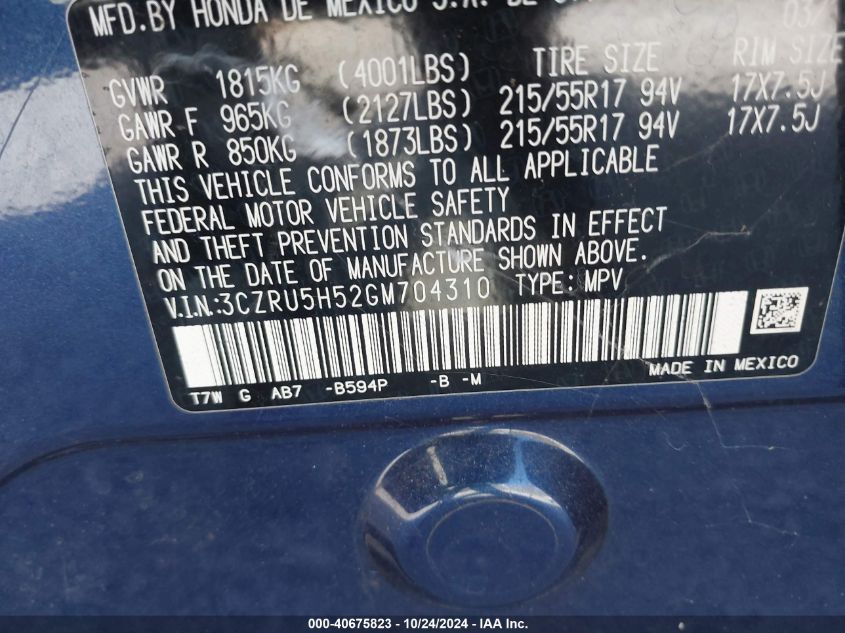 MFD.BY HONDA DE MEXICO S.A. DE
03/
GVWR 1815KG (4001LBS) TIRE SIZE RIM SIZE
GAWR F 965KG (2127LBS) 215/55R17 94V 17X7.5J
GAWR R 850KG (1873LBS) 215/55R17 94V 17X7.5J
THIS VEHICLE CONFORMS TO ALL APPLICABLE
FEDERAL MOTOR VEHICLE SAFETY
AND THEFT PREVENTION STANDARDS IN EFFECT
ON THE DATE OF MANUFACTURE SHOWN ABOVE.
V.I.N.:3CZRU5H52GM704310 TYPE: MPV
T7W G AB7 -B594P -B -M MADE IN MEXICO
000-40675823 - 10/24/2024 - IAA Inc.